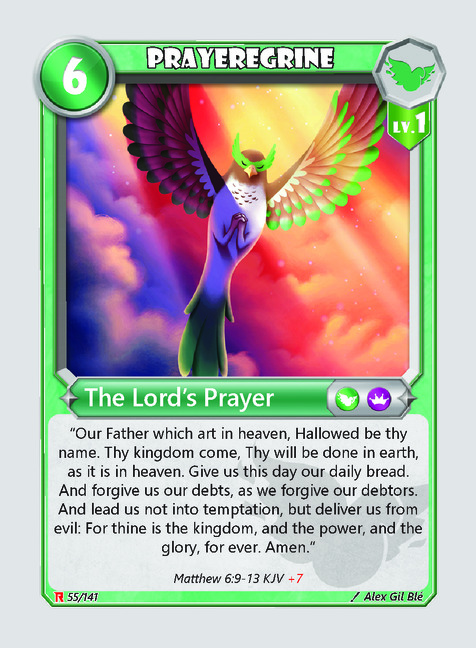 6
PRAYEREGRINE
LV.1
The Lord's Prayer
"Our Father which art in heaven, Hallowed be thy
name. Thy kingdom come, Thy will be done in earth,
as it is in heaven. Give us this day our daily bread.
And forgive us our debts, as we forgive our debtors.
And lead us not into temptation, but deliver us from
evil: For thine is the kingdom, and the power, and the
glory, for ever. Amen."
Matthew 6:9-13 KJV +7
R 55/141
Alex Gil Blé